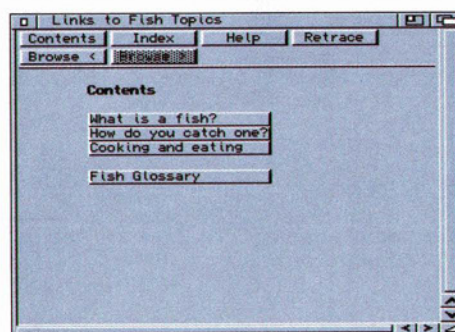 Links to Fish Topics
Contents Index Help Retrace
Browse < Browse >
Contents
What is a fish?
How do you catch one?
Cooking and eating
Fish Glossary